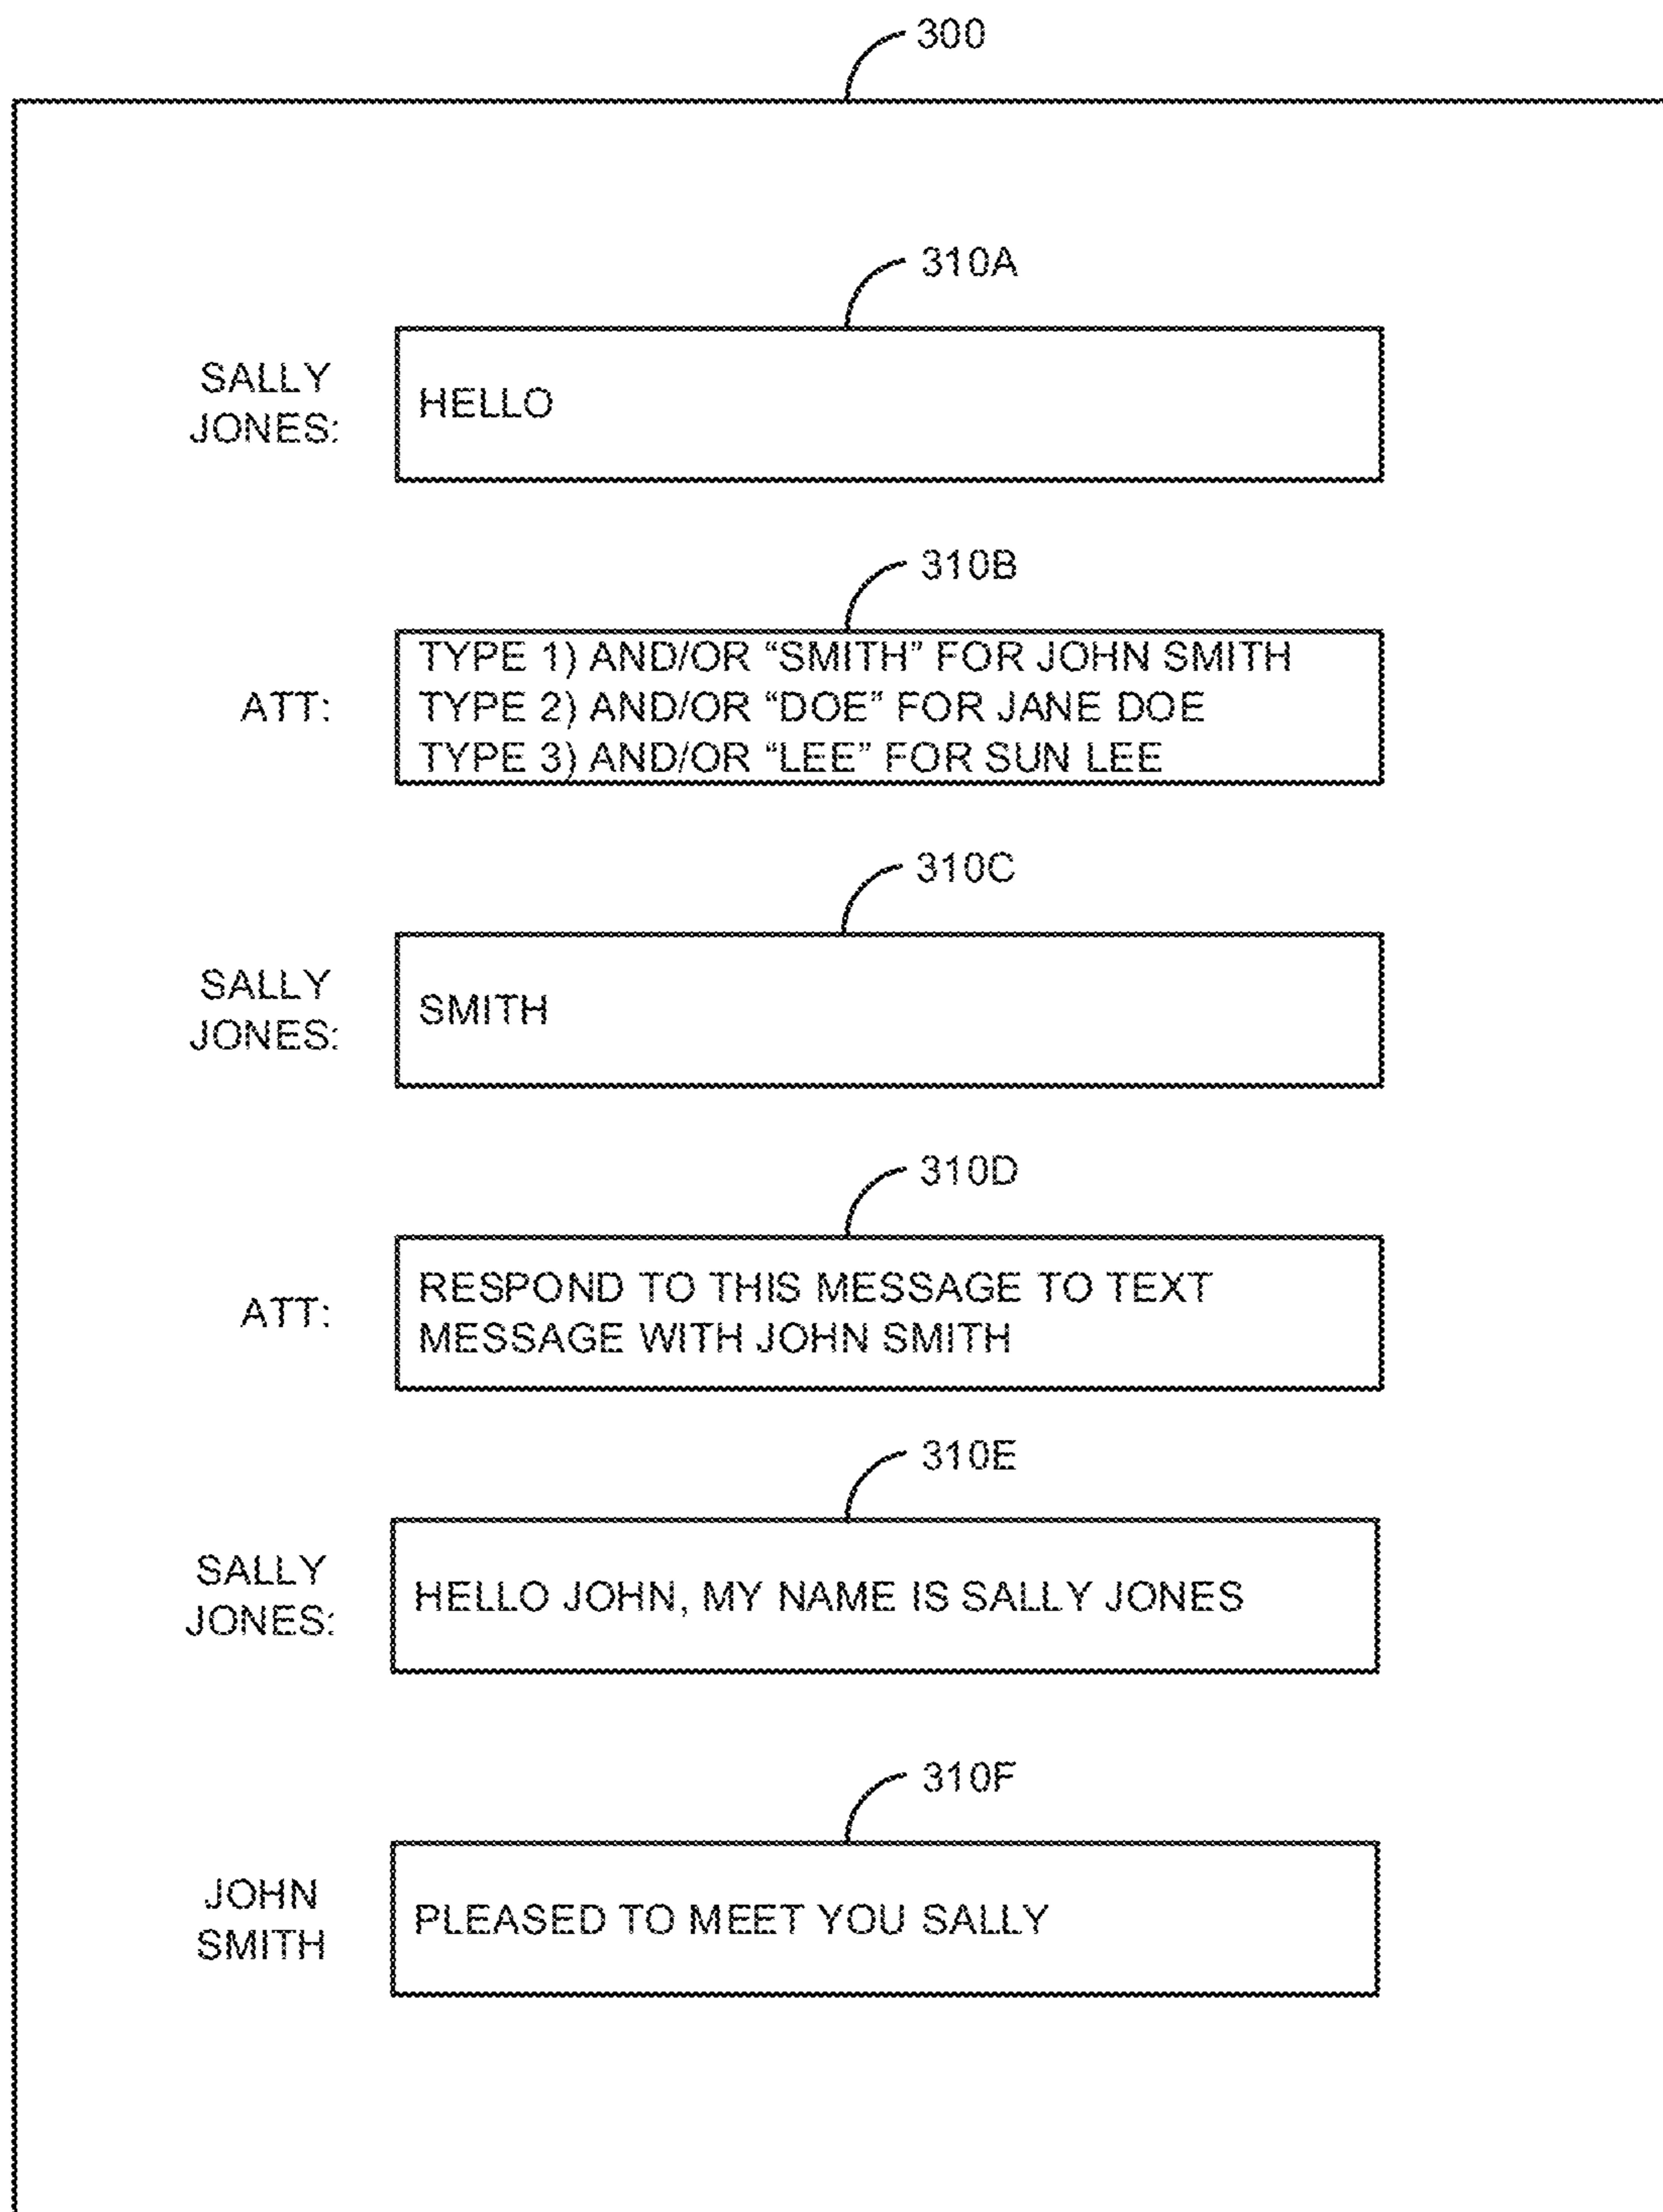 300
310A
SALLY
JONES:
HELLO
310B
ATT:
TYPE 1) AND/OR “SMITH” FOR JOHN SMITH
TYPE 2) AND/OR “DOE” FOR JANE DOE
TYPE 3) AND/OR “LEE” FOR SUN LEE
310C
SALLY
JONES:
SMITH
310D
ATT:
RESPOND TO THIS MESSAGE TO TEXT
MESSAGE WITH JOHN SMITH
310E
SALLY
JONES:
HELLO JOHN, MY NAME IS SALLY JONES
310F
JOHN
SMITH
PLEASED TO MEET YOU SALLY